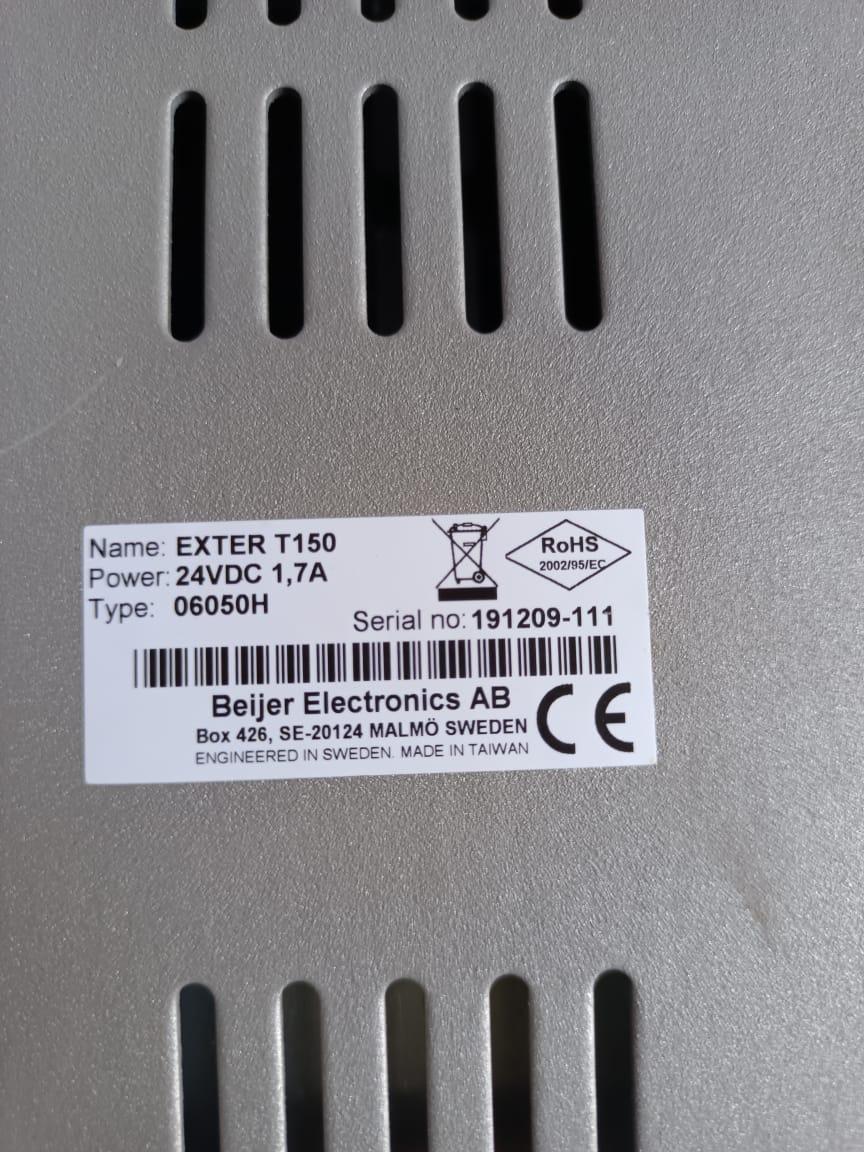 Name: EXTER T150
Power: 24VDC 1,7A
Type: 06050H
RoHS
2002/95/EC
Serial no: 191209-111
Beijer Electronics AB
Box 426, SE-20124 MALMÖ SWEDEN
ENGINEERED IN SWEDEN. MADE IN TAIWAN
CE